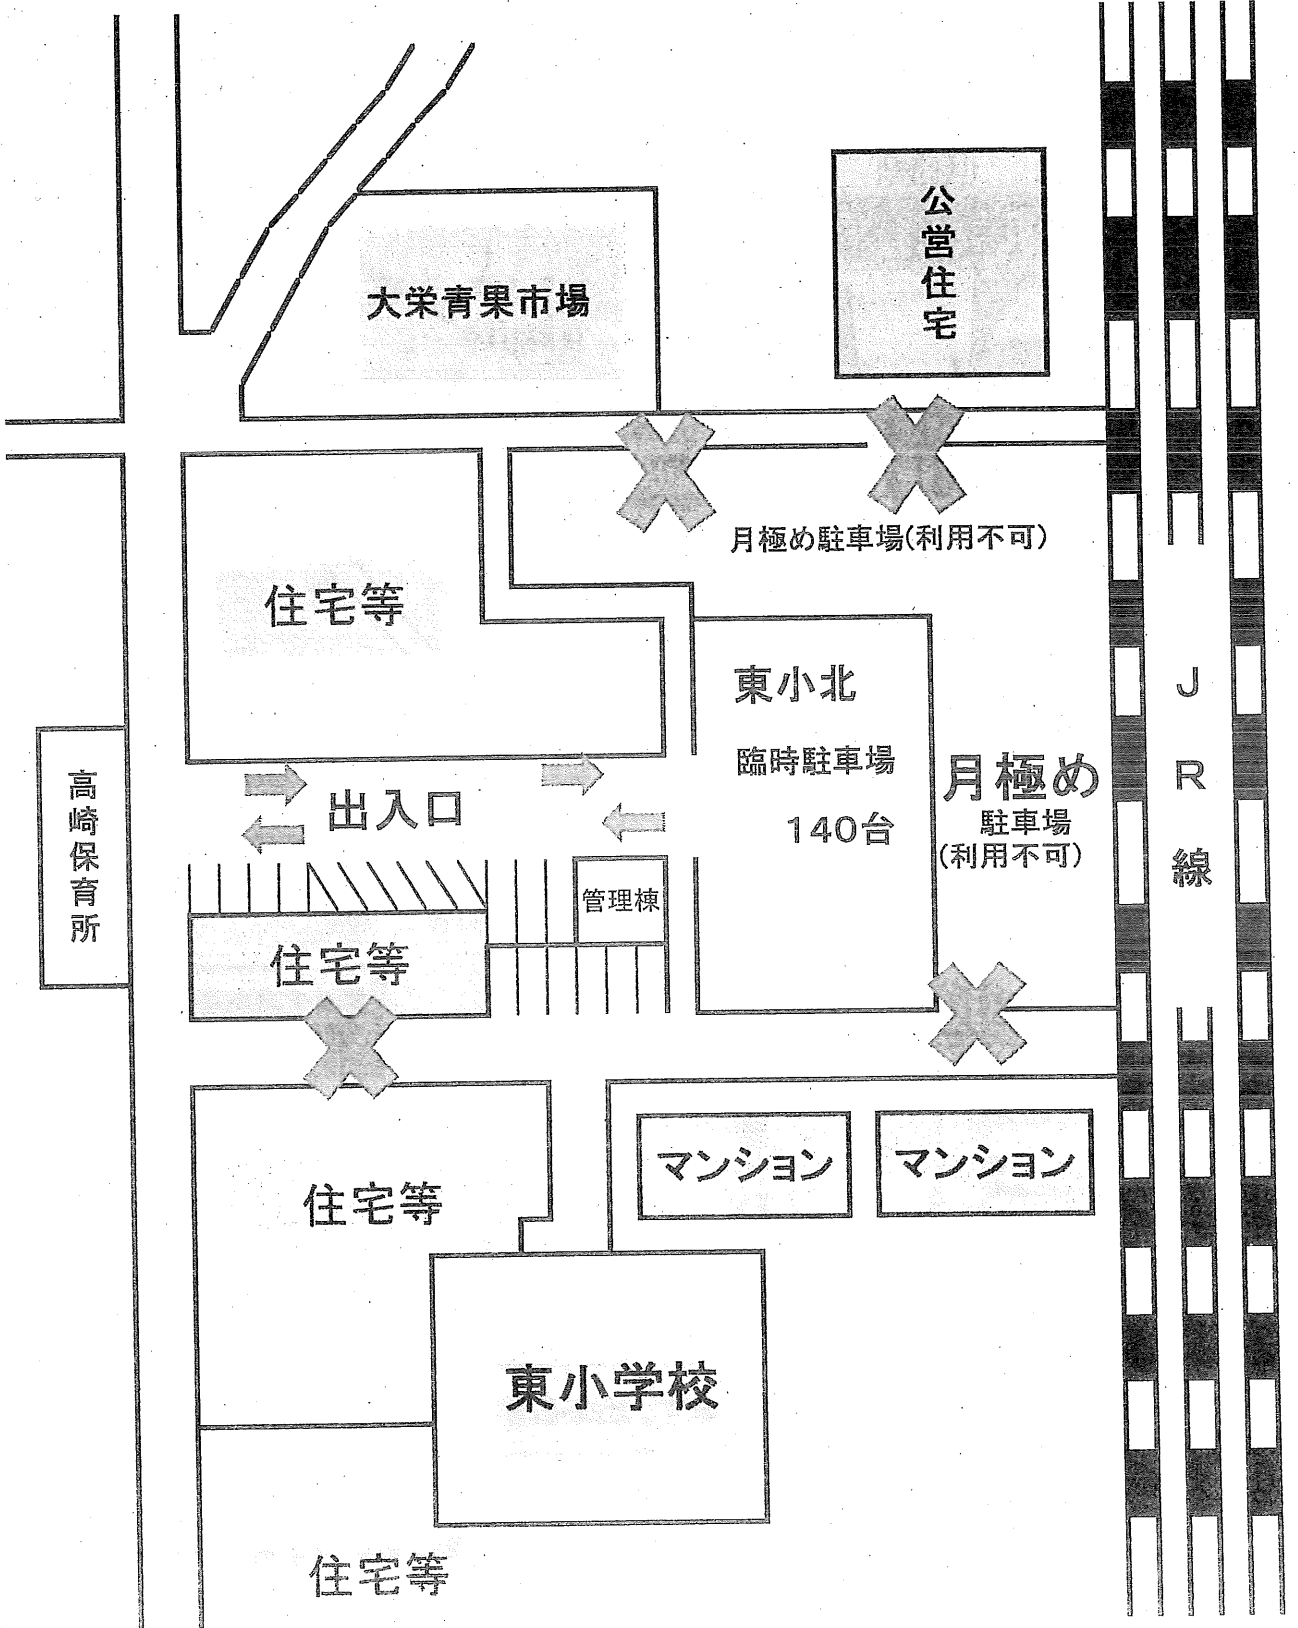 公営住宅
大栄青果市場
月極め駐車場(利用不可)
住宅等
東小北
臨時駐車場
140台
月極め
駐車場
(利用不可)
JR線
高崎保育所
出入口
管理棟
住宅等
マンション
マンション
住宅等
東小学校
住宅等